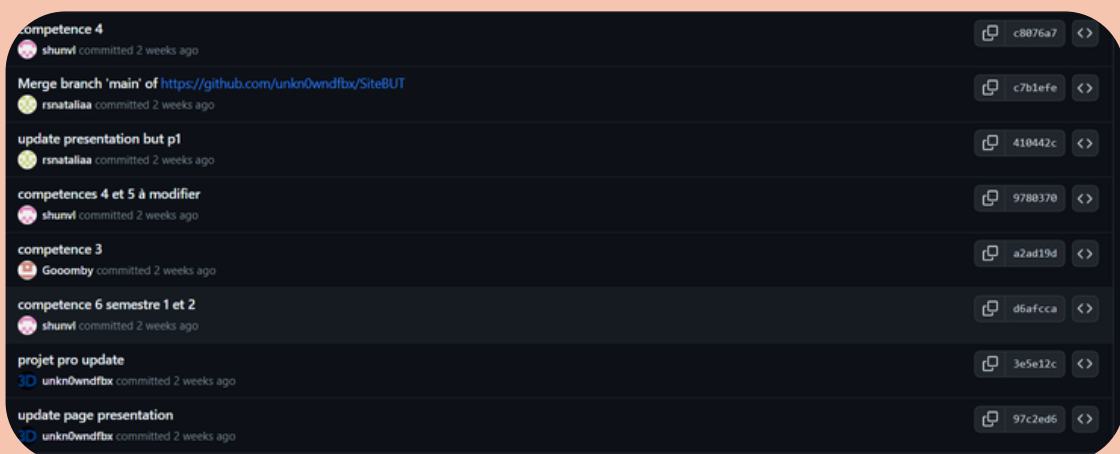 competence 4
c8076a7
shunvl committed 2 weeks ago
Merge branch 'main' of https://github.com/unkn0wndfbx/SiteBUT
c7b1efe
rsnataliaa committed 2 weeks ago
update presentation but p1
410442c
rsnataliaa committed 2 weeks ago
competences 4 et 5 à modifier
9780370
shunvl committed 2 weeks ago
competence 3
a2ad19d
Gooomby committed 2 weeks ago
competence 6 semestre 1 et 2
d6afcca
shunvl committed 2 weeks ago
projet pro update
3e5e12c
3D unkn0wndfbx committed 2 weeks ago
update page presentation
97c2ed6
3D unkn0wndfbx committed 2 weeks ago